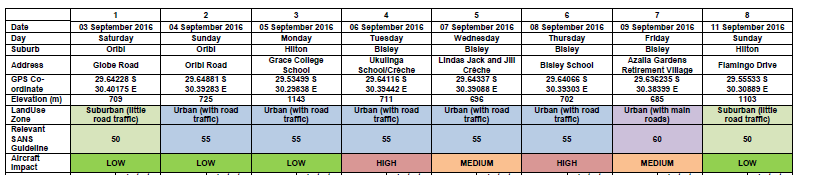 1 2 3 4 5 6 7 8
Date 03 September 2016 04 September 2016 05 September 2016 06 September 2016 07 September 2016 08 September 2016 09 September 2016 11 September 2016
Day Saturday Sunday Monday Tuesday Wednesday Thursday Friday Sunday
Suburb Oribi Oribi Hilton Bisley Bisley Bisley Bisley Hilton
Address Globe Road Oribi Road Grace College School Ukulinga School/Crèche Lindas Jack and Jill Crèche Bisley School Azalia Gardens Retirement Village Flamingo Drive
GPS Co-ordinate 29.64228 S 30.40175 E 29.64881 S 30.39283 E 29.53499 S 30.29838 E 29.64116 S 30.39442 E 29.64337 S 30.39088 E 29.64066 S 30.39303 E 29.636235 S 30.38399 E 29.55533 S 30.30889 E
Elevation (m) 709 725 1143 711 696 702 685 1103
LandUse Zone Suburban (little road traffic) Urban (with road traffic) Urban (with road traffic) Urban (with road traffic) Urban (with road traffic) Urban (with road traffic) Urban (with main roads) Suburban (little road traffic)
Relevant SANS Guideline 50 55 55 55 55 55 60 50
Aircraft Impact LOW LOW LOW HIGH MEDIUM HIGH MEDIUM LOW